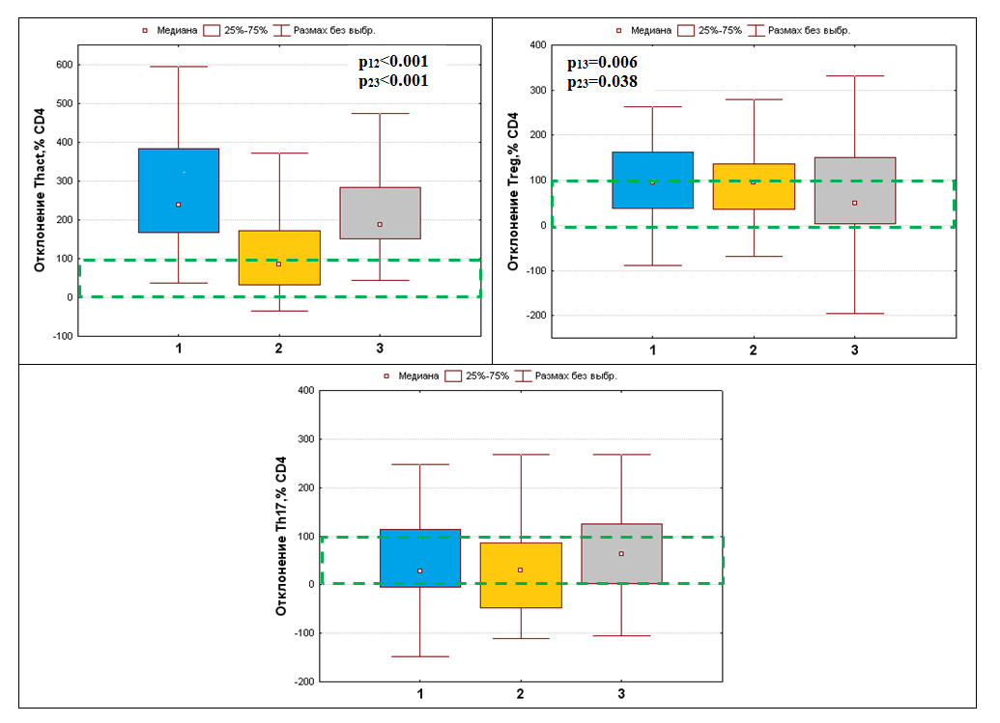 Медиана 25%-75% Размах без выбр.
p12<0.001
p23<0.001
Отклонение Thact,% CD4
600
500
400
300
200
100
0
-100
1 2 3
Медиана 25%-75% Размах без выбр.
p13=0.006
p23=0.038
Отклонение Treg,% CD4
400
300
200
100
0
-100
-200
1 2 3
Медиана 25%-75% Размах без выбр.
Отклонение Th17,% CD4
400
300
200
100
0
-100
-200
1 2 3